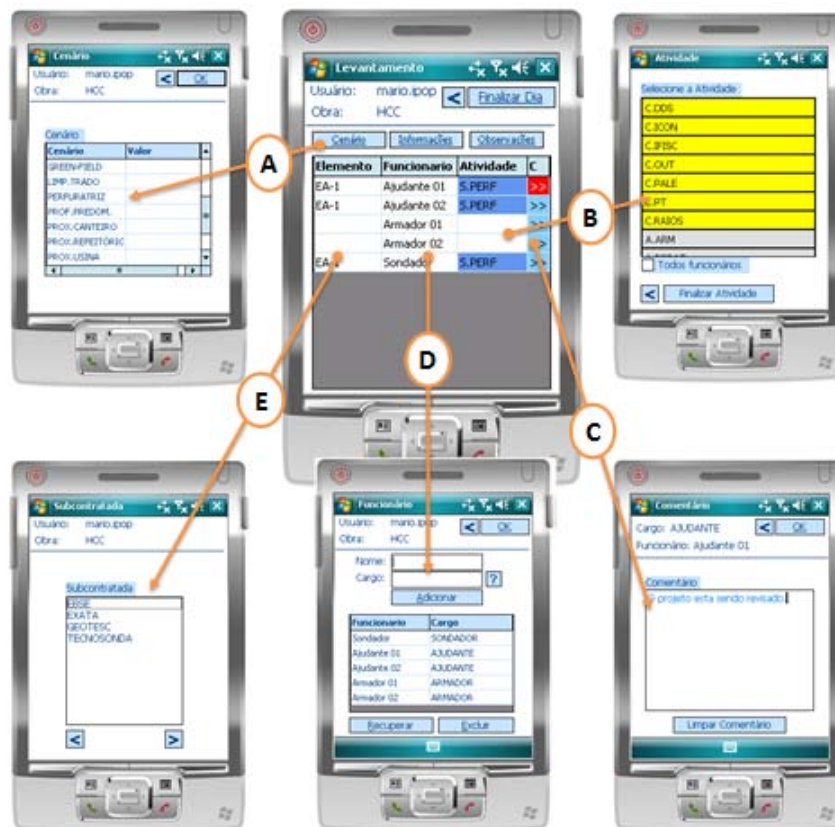 Cenário
Usuário: mario.ipop
Obra: HCC
< OK
Cenário
Cenário Valor
GREEN-FIELD
LIMP.TRADO
PERFURATRIZ
PROF.PREDOM.
PROX.CANTEIRO
PROX.REFEITÓRIC
PROX.USINA
A
Levantamento
Usuário: mario.ipop
Obra: HCC
< Finalizar Dia
Cenário Informações Observações
Elemento Funcionario Atividade C
EA-1 Ajudante 01 S.PERF >>
EA-1 Ajudante 02 S.PERF >>
Armador 01 >>
Armador 02
Sondador S.PERF
B
Atividade
Selecione a Atividade:
C.DDS
C.ICON
C.IFISC
C.OUT
C.PALE
C.RAIOS
A.ARM
Todos funcionários
< Finalizar Atividade
D
E
C
Subcontratada
Usuário: mario.ipop
Obra: HCC
Subcontratada
EBSE
EXATA
GEOTESC
TECNOSONDA
< >
Funcionário
Usuário: mario.ipop
Obra: HCC
< OK
Nome:
Cargo: ?
Adicionar
Funcionario Cargo
Sondador SONDADOR
Ajudante 01 AJUDANTE
Ajudante 02 AJUDANTE
Armador 01 ARMADOR
Armador 02 ARMADOR
Recuperar Excluir
Comentário
Cargo: AJUDANTE
< OK
Funcionário: Ajudante 01
Comentário
projeto esta sendo revisado
Limpar Comentário